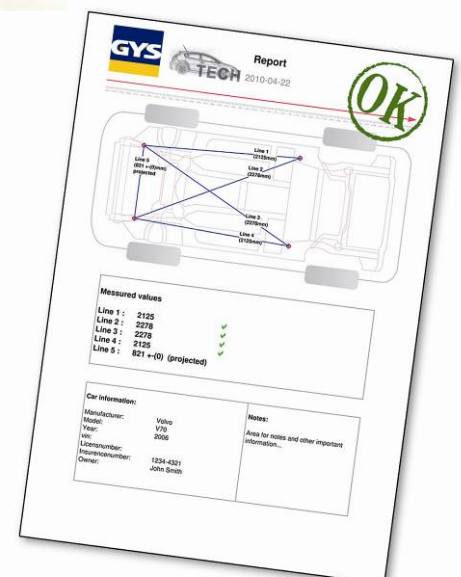 GYS
TECH
Report
2010-04-22
OK
Line 1
(2125mm)
Line 2
(2278mm)
Line 5
(821 +-(0)mm)
projected
Line 3
(2278mm)
Line 4
(2125mm)
Messured values
Line 1 : 2125
Line 2 : 2278
Line 3 : 2278
Line 4 : 2125
Line 5 : 821 +-(0) (projected)
Car information:
Manufacturer: Volvo
Model: V70
Year: 2006
vin:
Licensnumber:
Insurencenumber: 1234-4321
Owner: John Smith
Notes:
Area for notes and other important
information...